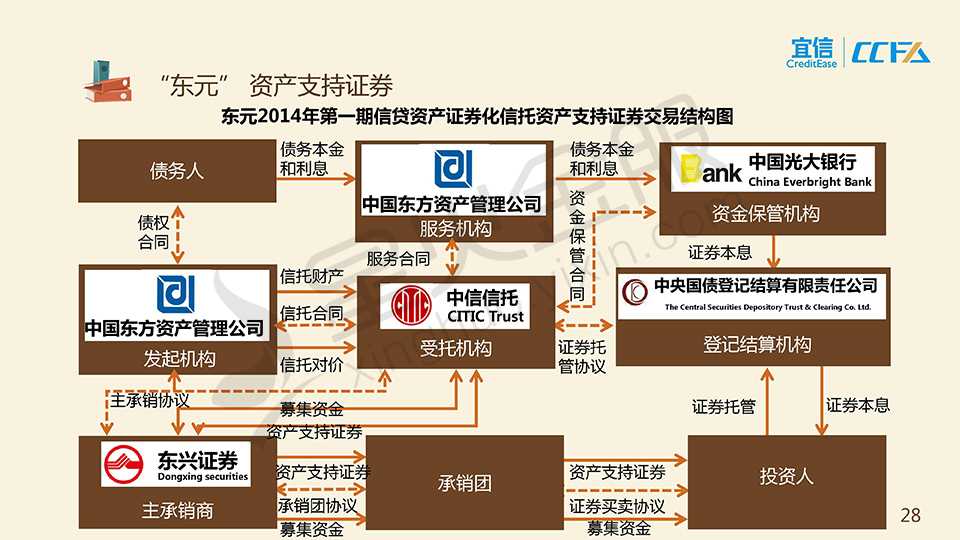 宜信
CreditEase
CCFA
“东元” 资产支持证券
东元2014年第一期信贷资产证券化信托资产支持证券交易结构图
债务人
债务本金
和利息
中国东方资产管理公司
服务机构
债务本金
和利息
Bank
中国光大银行
China Everbright Bank
资金保管机构
债权
合同
服务合同
资
金
保
管
合
同
证券本息
中国东方资产管理公司
发起机构
信托财产
信托合同
信托对价
中信信托
CITIC Trust
受托机构
证券托
管协议
中央国债登记结算有限责任公司
The Central Securities Depository Trust & Clearing Co. Ltd.
登记结算机构
主承销协议
募集资金
资产支持证券
证券托管
证券本息
东兴证券
Dongxing securities
主承销商
资产支持证券
承销团协议
募集资金
承销团
资产支持证券
证券买卖协议
募集资金
投资人
28